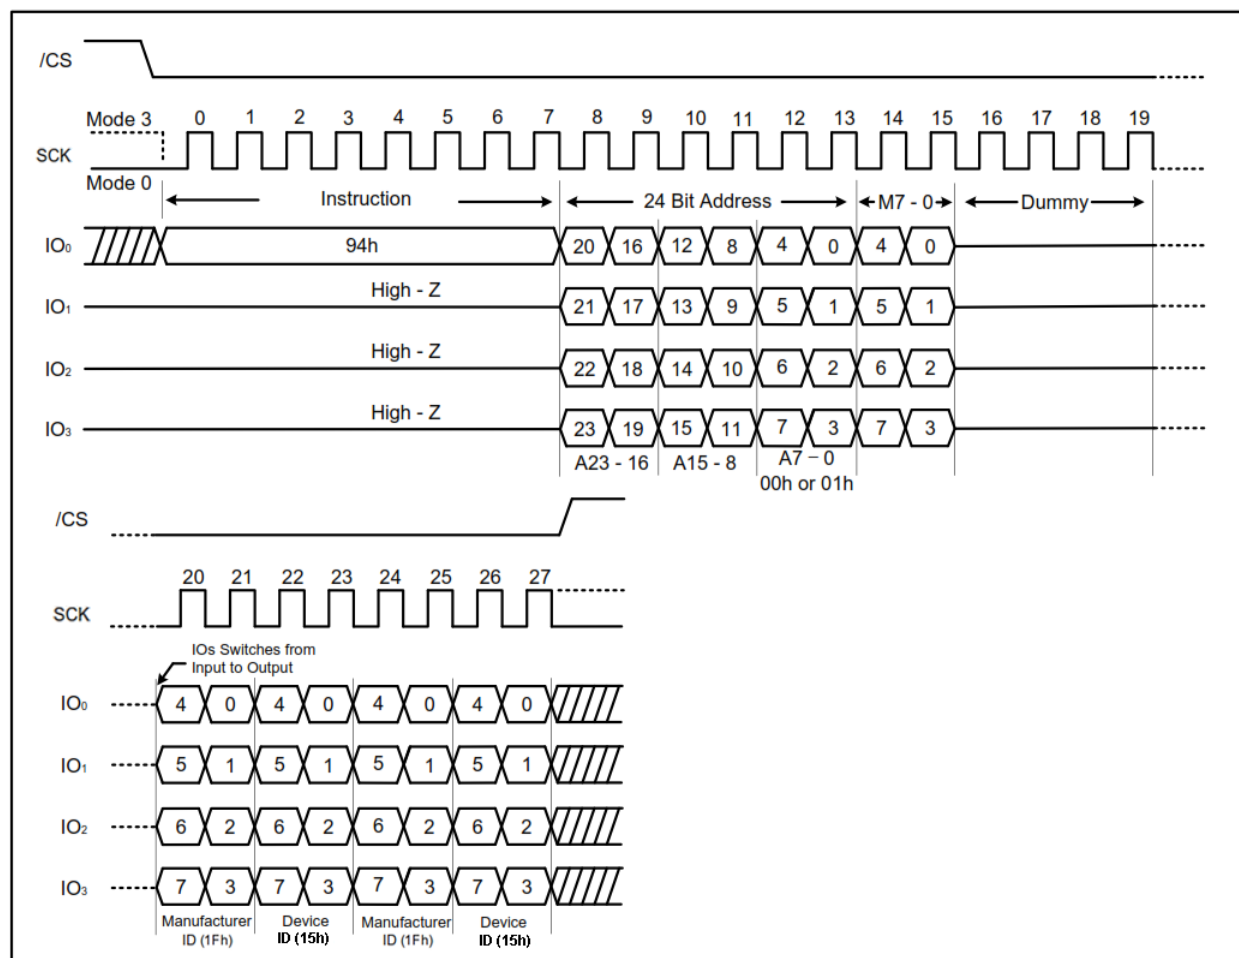 /CS
Mode 3 0 1 2 3 4 5 6 7 8 9 10 11 12 13 14 15 16 17 18 19
SCK
Mode 0
Instruction 24 Bit Address M7 - 0 Dummy
IO0 94h 20 16 12 8 4 0 4 0
High - Z
IO1 21 17 13 9 5 1 5 1
High - Z
IO2 22 18 14 10 6 2 6 2
High - Z
IO3 23 19 15 11 7 3 7 3
A23 - 16 A15 - 8 A7 – 0
00h or 01h
/CS
20 21 22 23 24 25 26 27
SCK
IOs Switches from
Input to Output
IO0 4 0 4 0 4 0 4 0
IO1 5 1 5 1 5 1 5 1
IO2 6 2 6 2 6 2 6 2
IO3 7 3 7 3 7 3 7 3
Manufacturer Device Manufacturer Device
ID (1Fh) ID (15h) ID (1Fh) ID (15h)